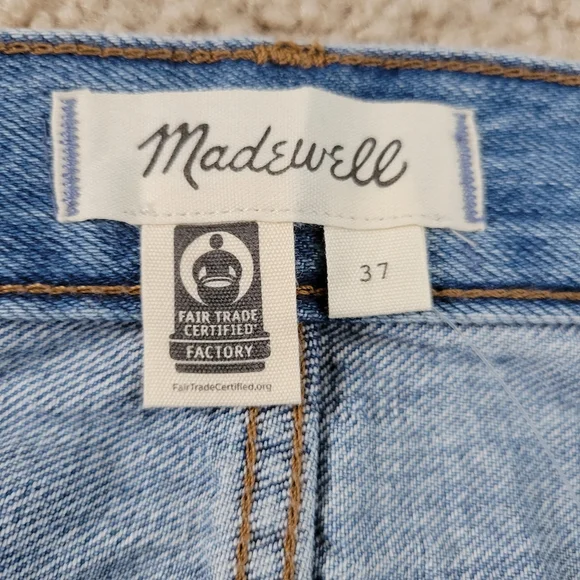 Madewell
37
FAIR TRADE
CERTIFIED
FACTORY
FairTradeCertified.org